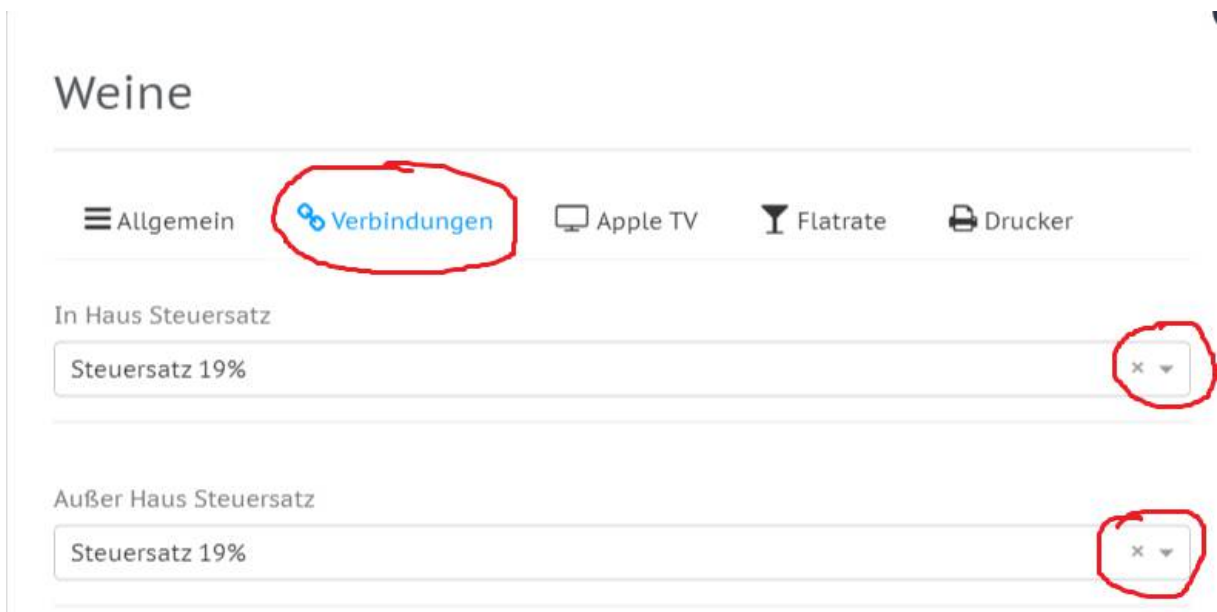 Weine
Allgemein Verbindungen Apple TV Flatrate Drucker
In Haus Steuersatz
Steuersatz 19%
Außer Haus Steuersatz
Steuersatz 19%